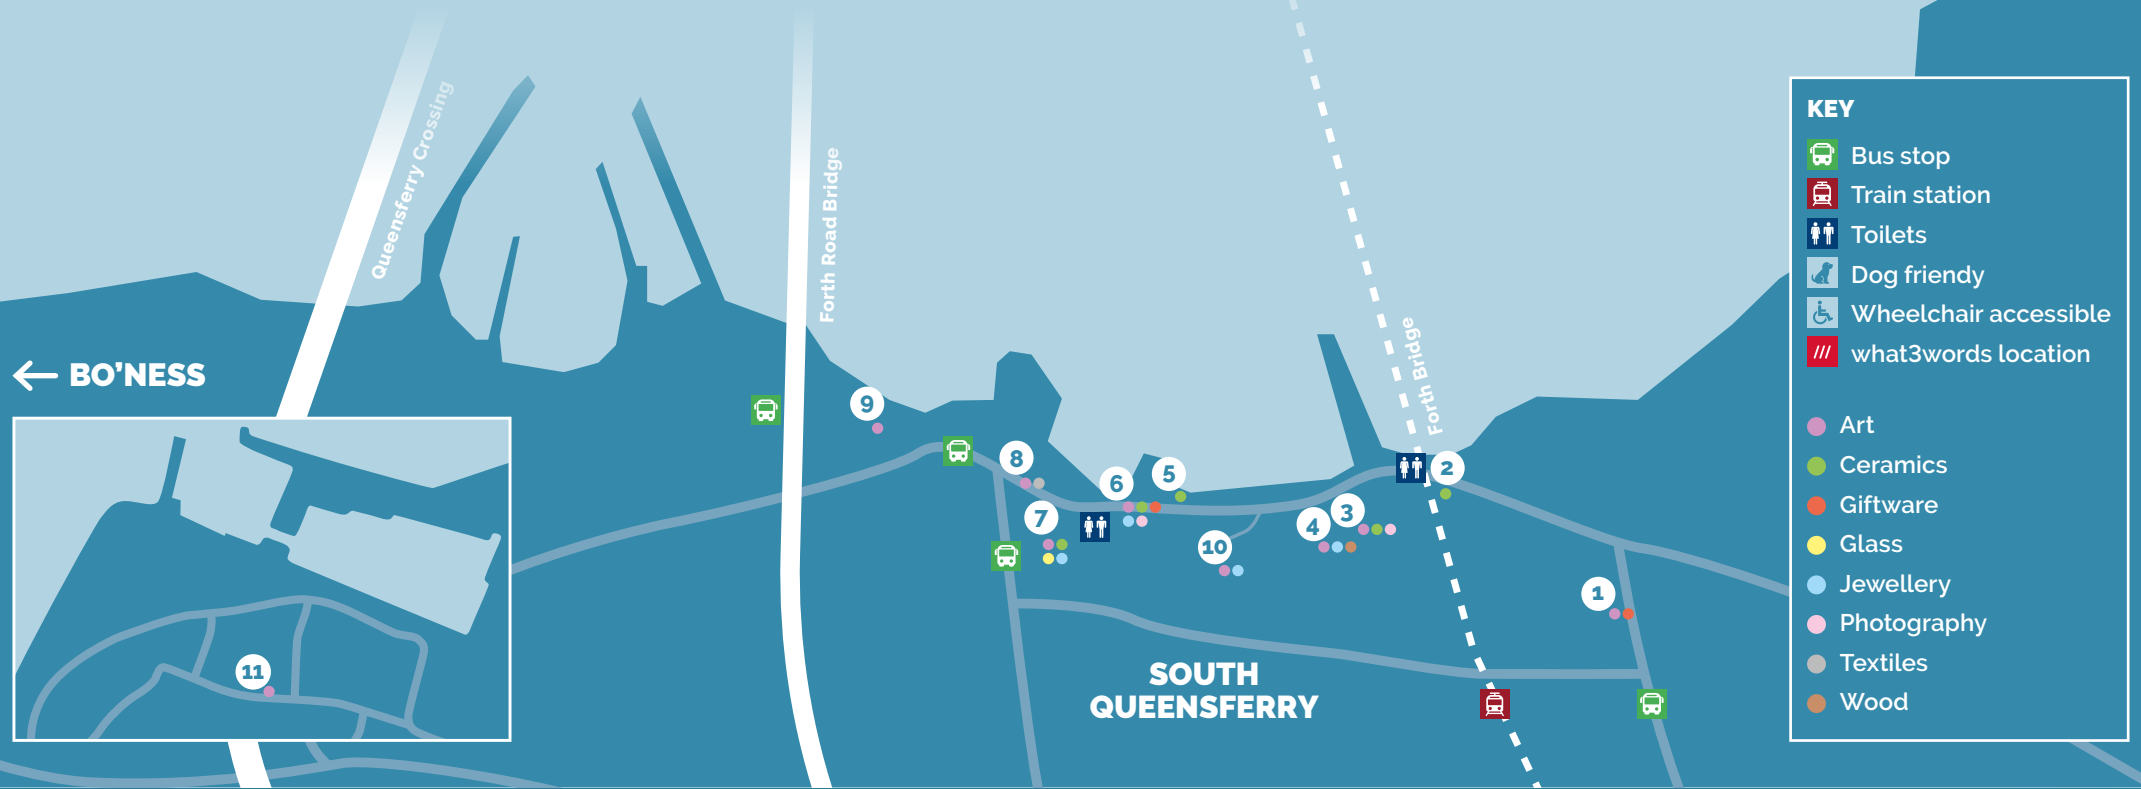 Queensferry Crossing
Forth Road Bridge
Forth Bridge
BO'NESS
SOUTH
QUEENSFERRY
9
8
6
5
2
7
4
3
10
1
11
KEY
Bus stop
Train station
Toilets
Dog friendy
Wheelchair accessible
what3words location
Art
Ceramics
Giftware
Glass
Jewellery
Photography
Textiles
Wood